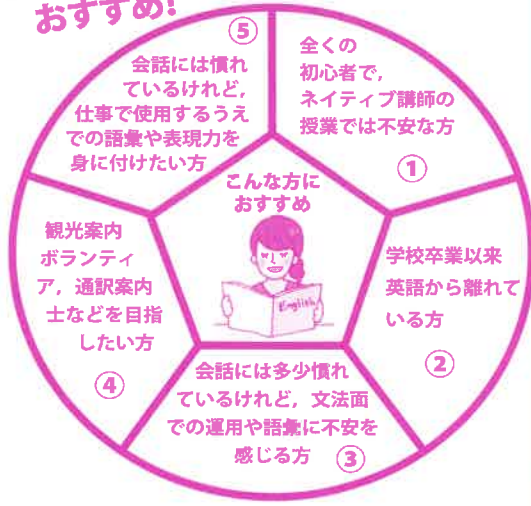 おすすめ!
こんな方に
おすすめ
English
全くの
初心者で,
ネイティブ講師の
授業では不安な方
①
学校卒業以来
英語から離れて
いる方
②
会話には多少慣れ
ているけれど, 文法面
での運用や語彙に不安を
感じる方 ③
観光案内
ボランティ
ア, 通訳案内
士などを目指
したい方
④
⑤
会話には慣れ
ているけれど,
仕事で使用するうえ
での語彙や表現力を
身に付けたい方